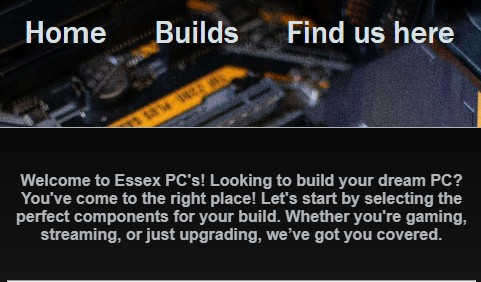 Home Builds Find us here
Welcome to Essex PC's! Looking to build your dream PC?
You've come to the right place! Let's start by selecting the
perfect components for your build. Whether you're gaming,
streaming, or just upgrading, we’ve got you covered.